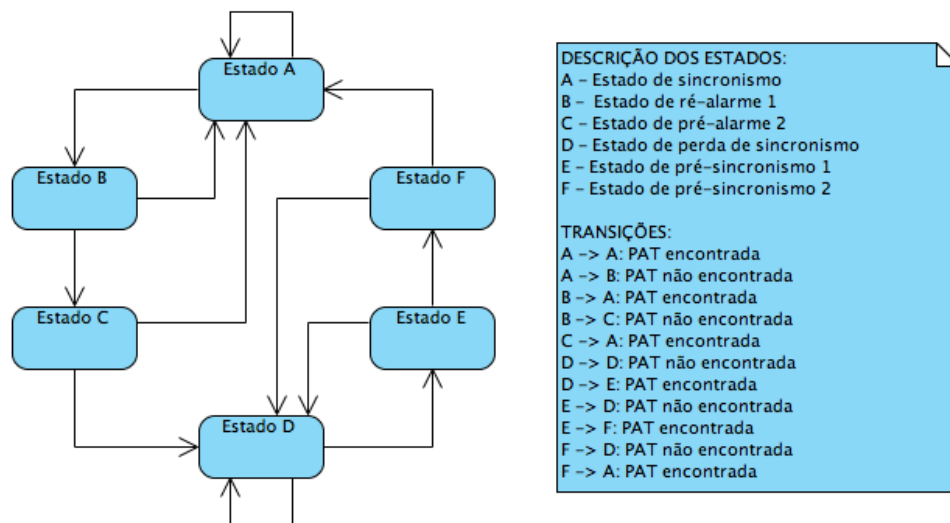 Estado A
Estado B
Estado F
Estado C
Estado E
Estado D
DESCRIÇÃO DOS ESTADOS:
A - Estado de sincronismo
B - Estado de ré-alarme 1
C - Estado de pré-alarme 2
D - Estado de perda de sincronismo
E - Estado de pré-sincronismo 1
F - Estado de pré-sincronismo 2
TRANSIÇÕES:
A -> A: PAT encontrada
A -> B: PAT não encontrada
B -> A: PAT encontrada
B -> C: PAT não encontrada
C -> A: PAT encontrada
D -> D: PAT não encontrada
D -> E: PAT encontrada
E -> D: PAT não encontrada
E -> F: PAT encontrada
F -> D: PAT não encontrada
F -> A: PAT encontrada